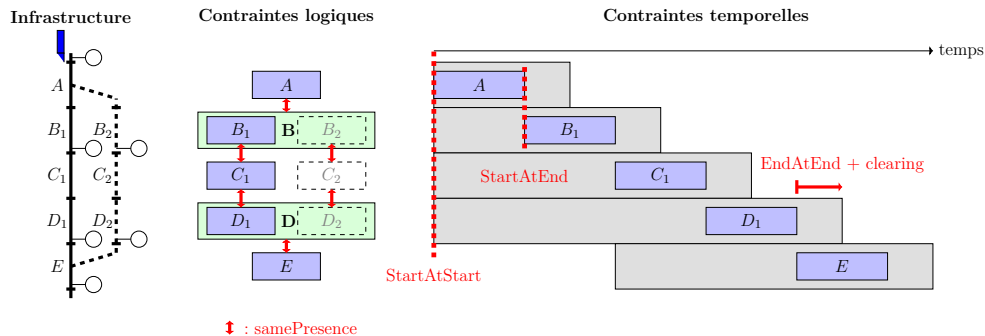 Infrastructure
Contraintes logiques
Contraintes temporelles
temps
A
B1
B2
C1
C2
D1
D2
E
A
B1
B
B2
C1
C2
D1
D
D2
E
: samePresence
A
B1
StartAtEnd
C1
EndAtEnd + clearing
D1
StartAtStart
E